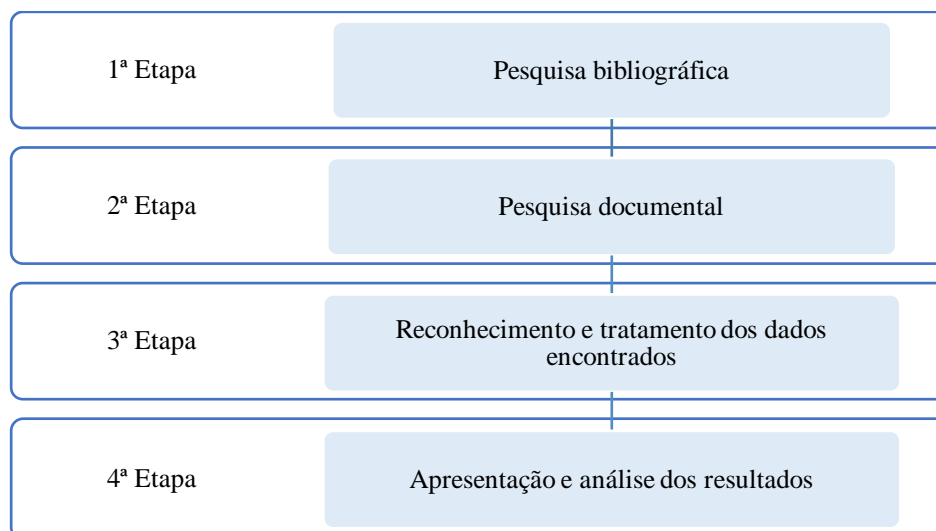 1ª Etapa
Pesquisa bibliográfica
2ª Etapa
Pesquisa documental
3ª Etapa
Reconhecimento e tratamento dos dados
encontrados
4ª Etapa
Apresentação e análise dos resultados